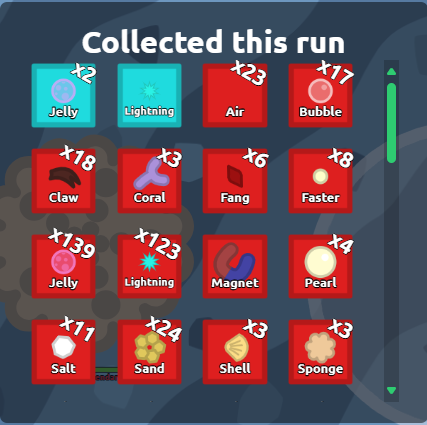 Collected this run
x2 x23 x17
Jelly Lightning Air Bubble
x18 x3 x6 x8
Claw Coral Fang Faster
x139 x123 x4
Jelly Lightning Magnet Pearl
x11 x24 x3 x3
Salt Sand Shell Sponge